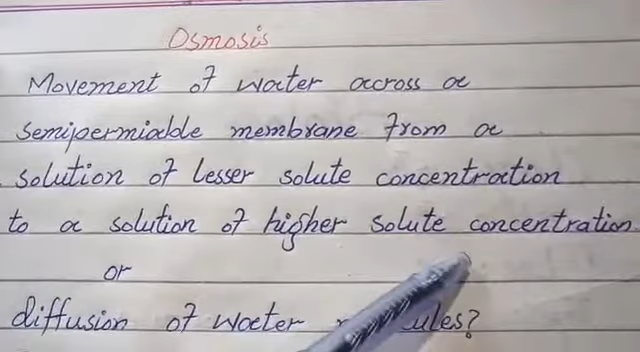 Osmosis
Movement of water across a
semipermiable membrane from a
solution of lesser solute concentration
to a solution of higher solute concentration
or
diffusion of water